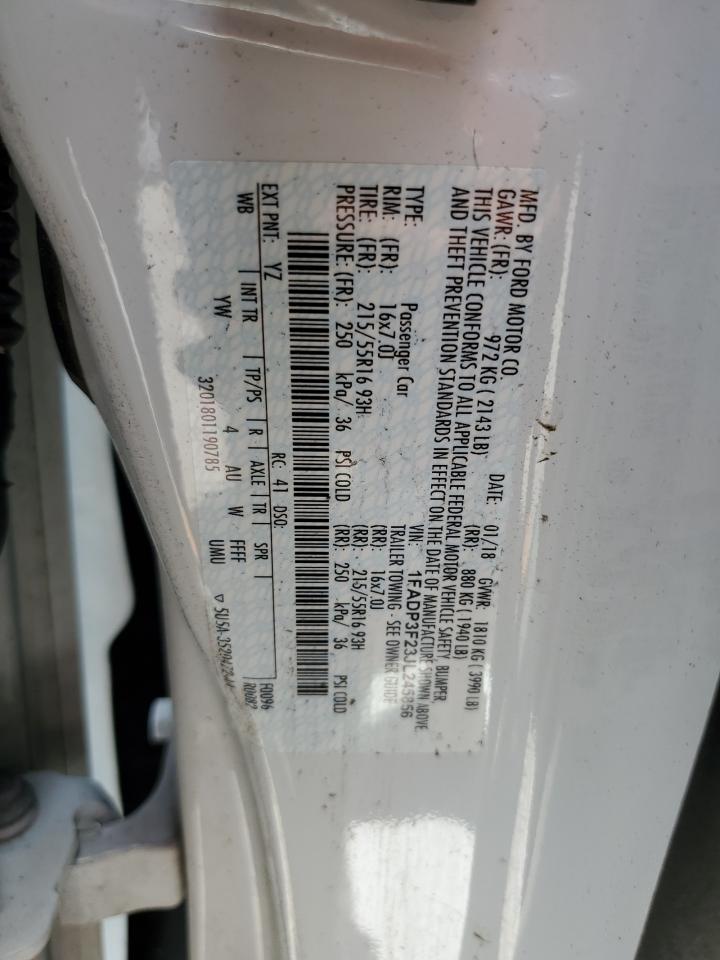 MFD. BY FORD MOTOR CO.
DATE: 01/18 GVWR: 1810 KG ( 3990 LB)
GAWR: (FR): 972 KG ( 2143 LB) (RR): 880 KG ( 1940 LB)
THIS VEHICLE CONFORMS TO ALL APPLICABLE FEDERAL MOTOR VEHICLE SAFETY, BUMPER
AND THEFT PREVENTION STANDARDS IN EFFECT ON THE DATE OF MANUFACTURE SHOWN ABOVE.
VIN: 1FADP3F23JL245856
TYPE: Passenger Car TRAILER TOWING - SEE OWNER GUIDE
RIM: (FR): 16x7.0J (RR): 16x7.0J
TIRE: (FR): 215/55R16 93H (RR): 215/55R16 93H
PRESSURE: (FR): 250 kPa/ 36 PSI COLD (RR): 250 kPa/ 36 PSI COLD
RC: 41 DSO:
EXT PNT: YZ F0096
WB | INT TR | TP/PS | R | AXLE | TR | SPR
YW 4 AU W FFFF
3201801190785 UMU